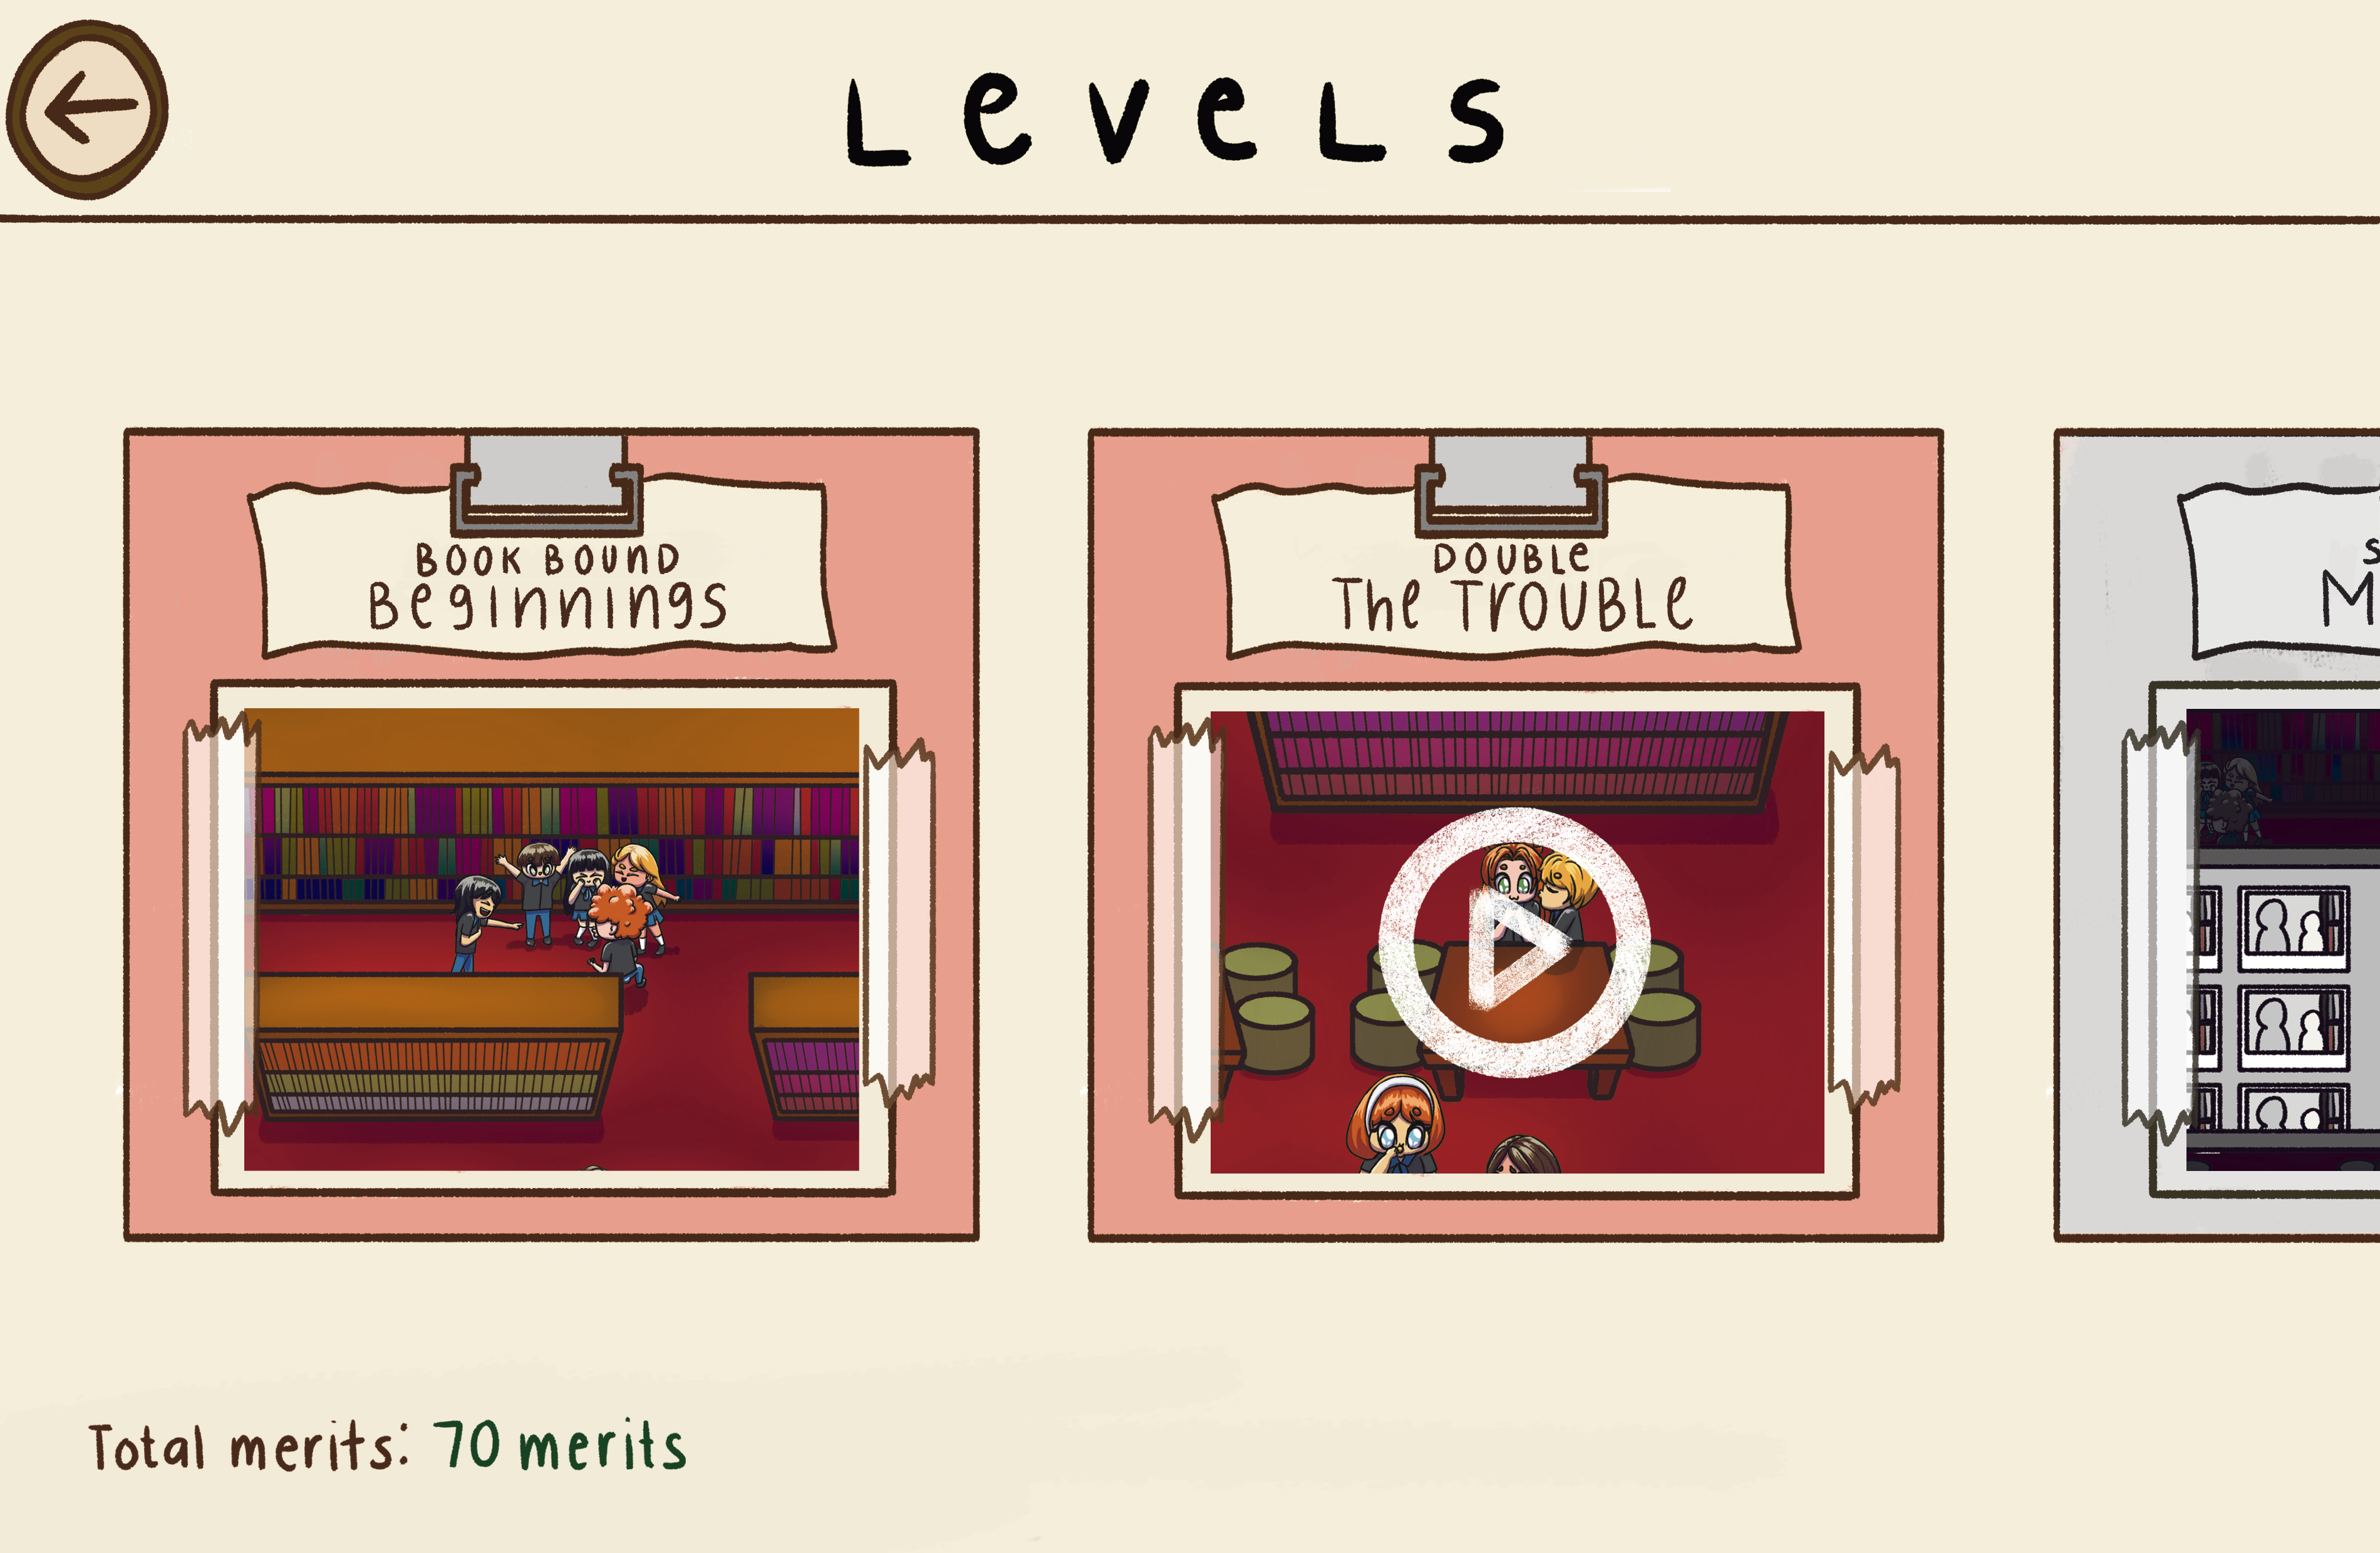 Levels
BOOK BOUND
Beginnings
DOUBLE
The TROUBLE
Total merits: 70 merits